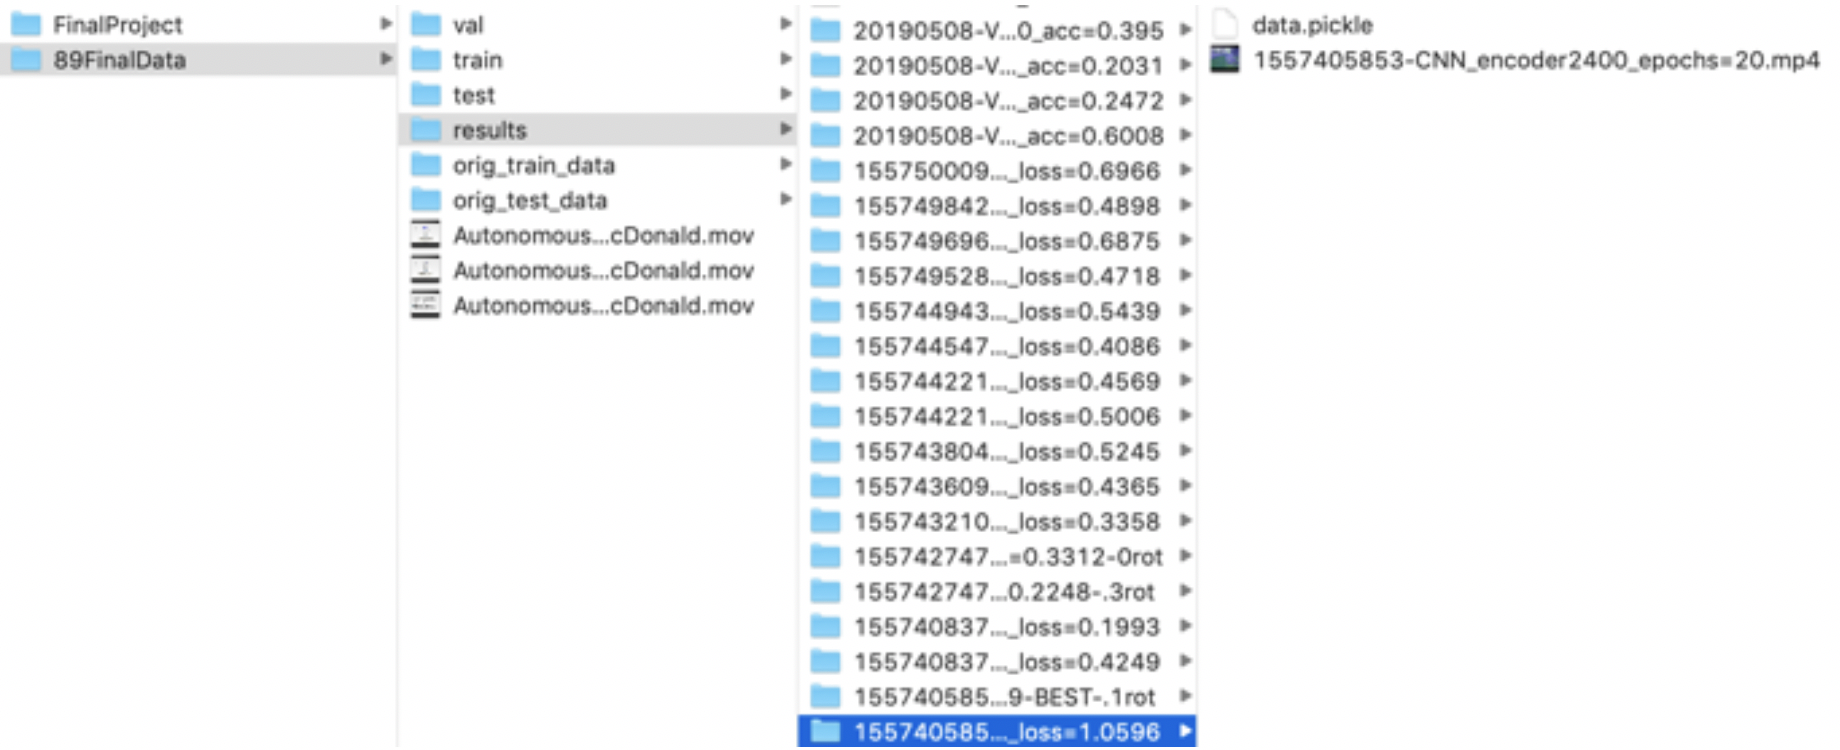 FinalProject
89FinalData
val
train
test
results
orig_train_data
orig_test_data
Autonomous...cDonald.mov
Autonomous...cDonald.mov
Autonomous...cDonald.mov
20190508-V...0_acc=0.395
20190508-V..._acc=0.2031
20190508-V..._acc=0.2472
20190508-V..._acc=0.6008
155750009..._loss=0.6966
155749842..._loss=0.4898
155749696..._loss=0.6875
155749528..._loss=0.4718
155744943..._loss=0.5439
155744547..._loss=0.4086
155744221..._loss=0.4569
155744221..._loss=0.5006
155743804..._loss=0.5245
155743609..._loss=0.4365
155743210..._loss=0.3358
155742747...=0.3312-0rot
155742747...0.2248-.3rot
155740837..._loss=0.1993
155740837..._loss=0.4249
155740585...9-BEST-.1rot
155740585..._loss=1.0596
data.pickle
1557405853-CNN_encoder2400_epochs=20.mp4